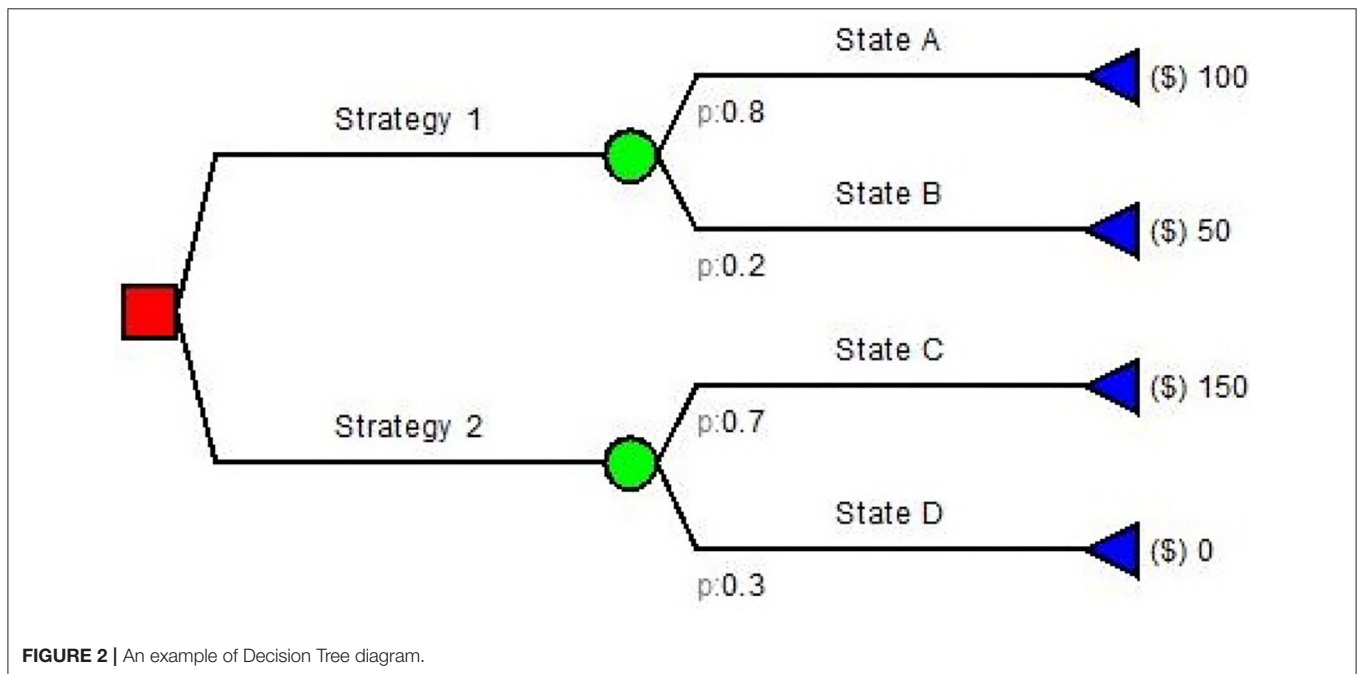 State A
($) 100
p:0.8
Strategy 1
State B
($) 50
p:0.2
State C
($) 150
p:0.7
Strategy 2
State D
($) 0
p:0.3
FIGURE 2 | An example of Decision Tree diagram.